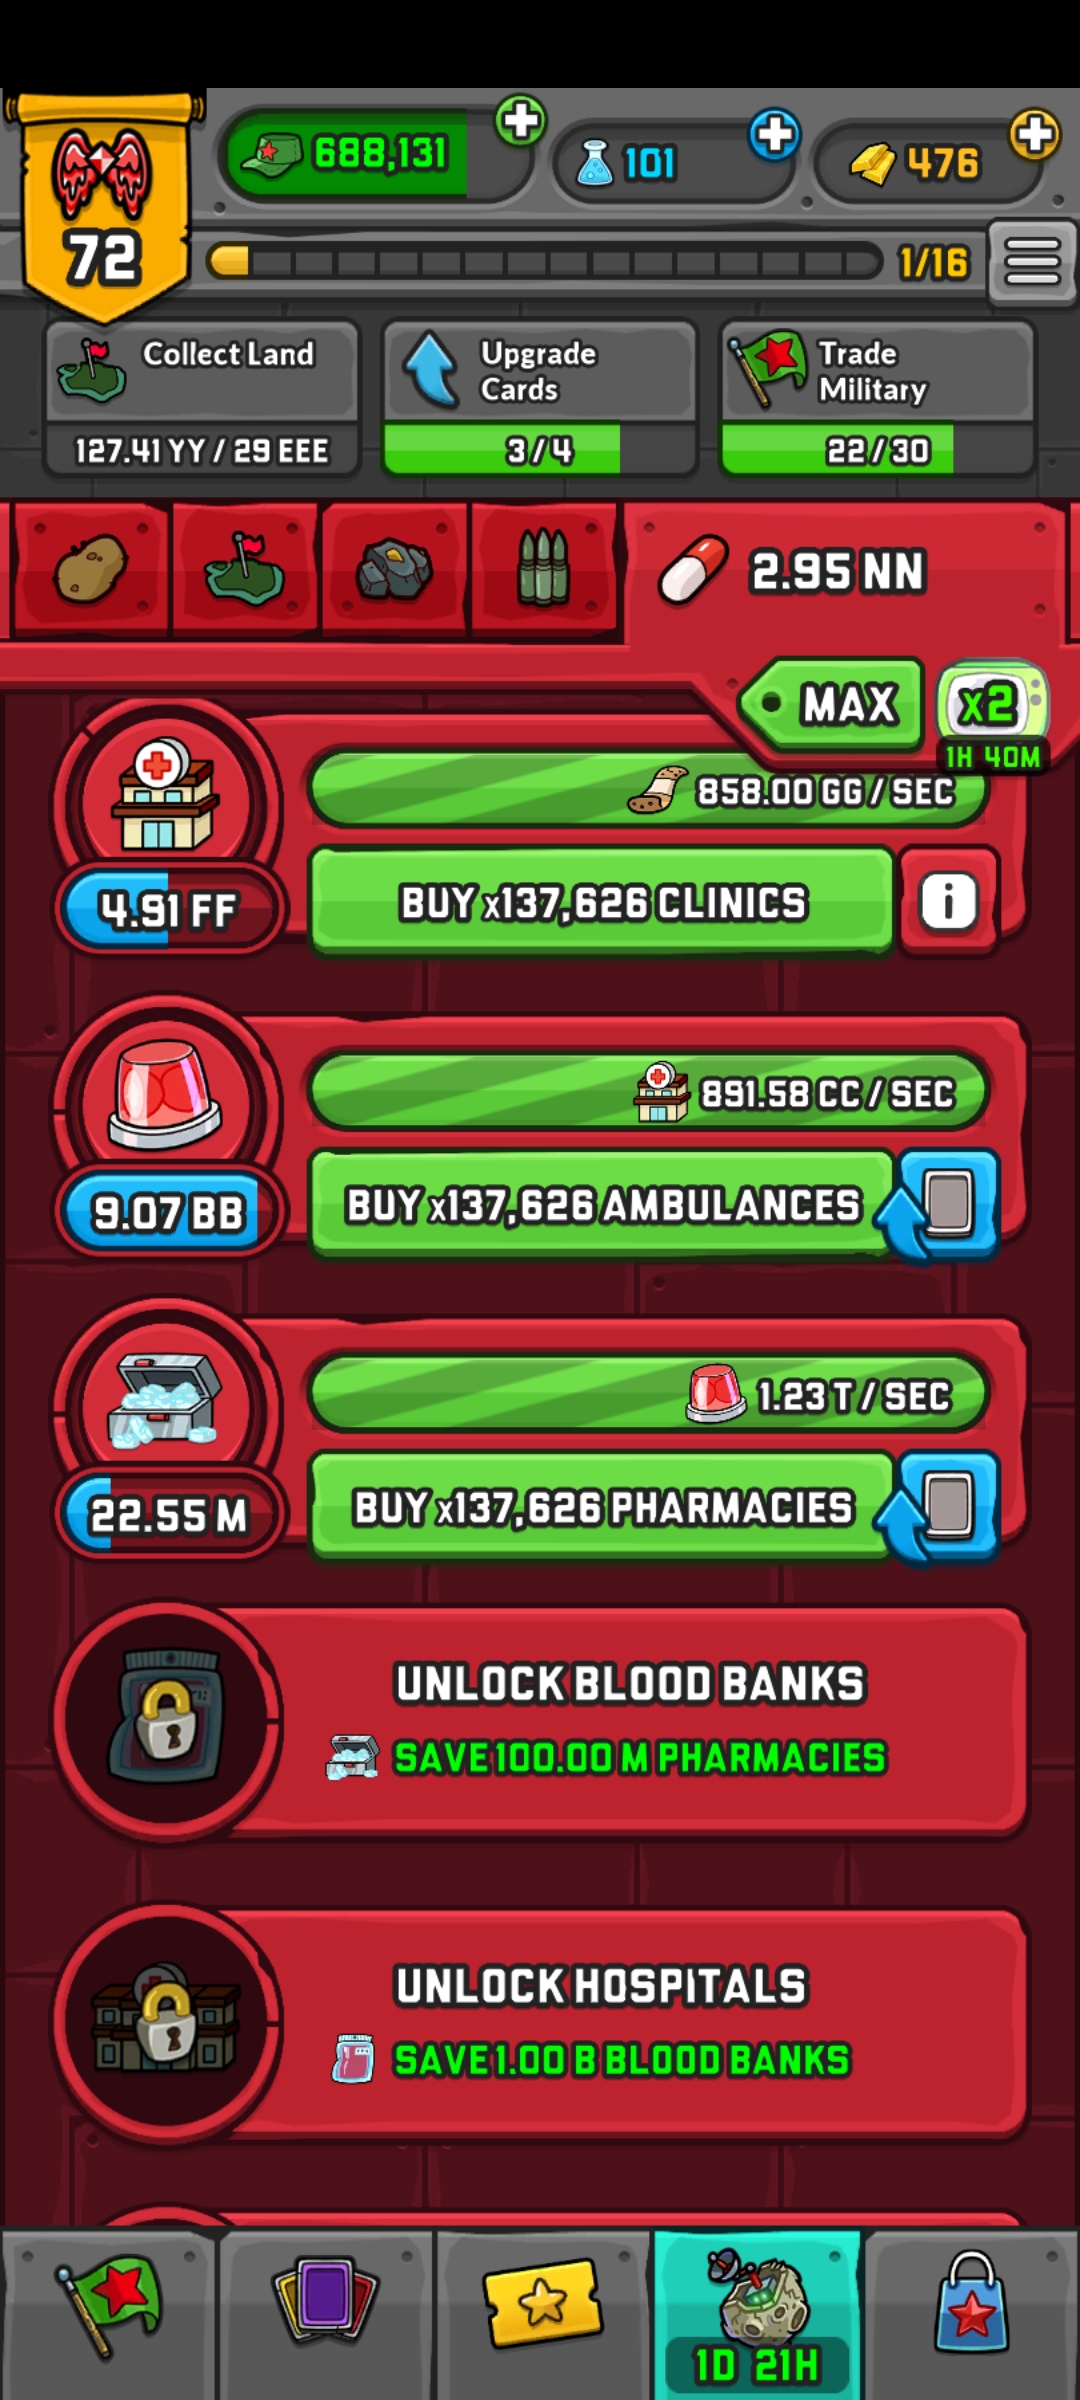 688,131
101
476
72
1/16
Collect Land
127.41 YY / 29 EEE
Upgrade
Cards
3/4
Trade
Military
22/30
2.95 NN
MAX
x2
1H 40M
858.00 GG / SEC
4.91 FF
BUY x137,626 CLINICS
i
891.58 CC / SEC
9.07 BB
BUY x137,626 AMBULANCES
1.23 T / SEC
22.55 M
BUY x137,626 PHARMACIES
UNLOCK BLOOD BANKS
SAVE 100.00 M PHARMACIES
UNLOCK HOSPITALS
SAVE 1.00 B BLOOD BANKS
1D 21H